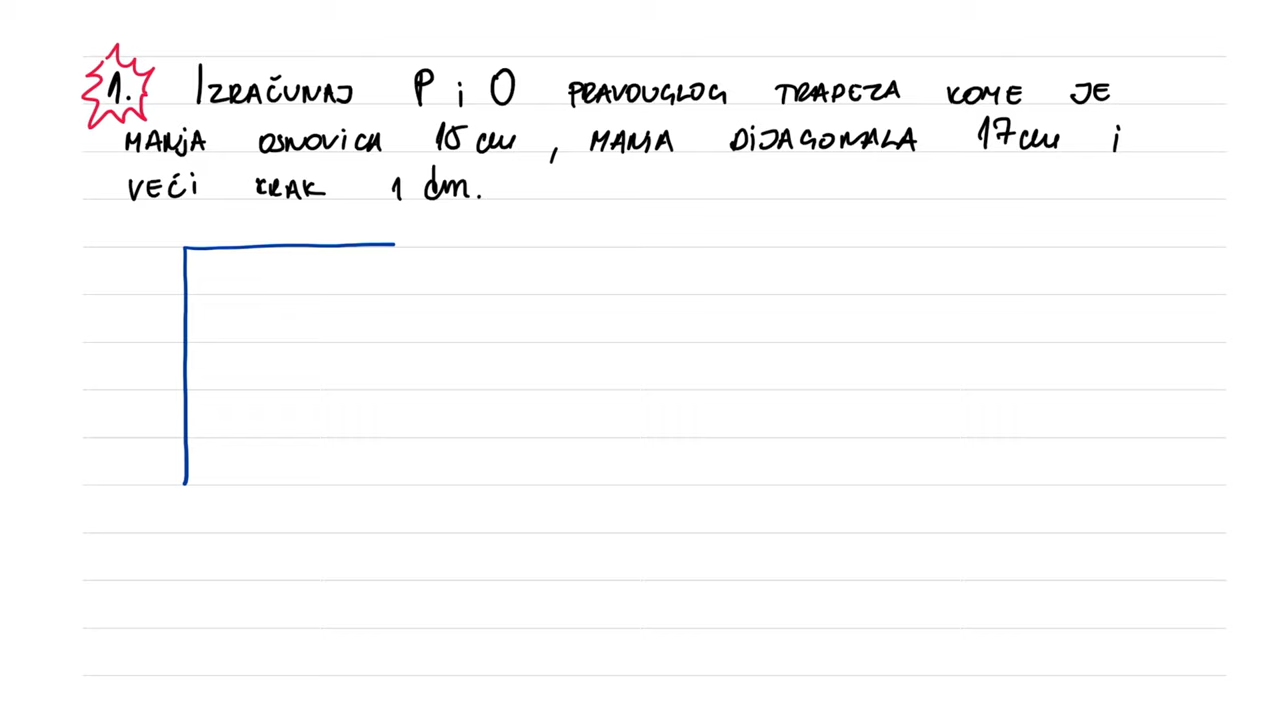 1. IZRAČUNAJ P i O PRAVOUGLOG TRAPEZA KOME JE
MANJA OSNOVICA 15 cm, MANJA DIJAGONALA 17 cm i
VEĆI KRAK 1 dm.